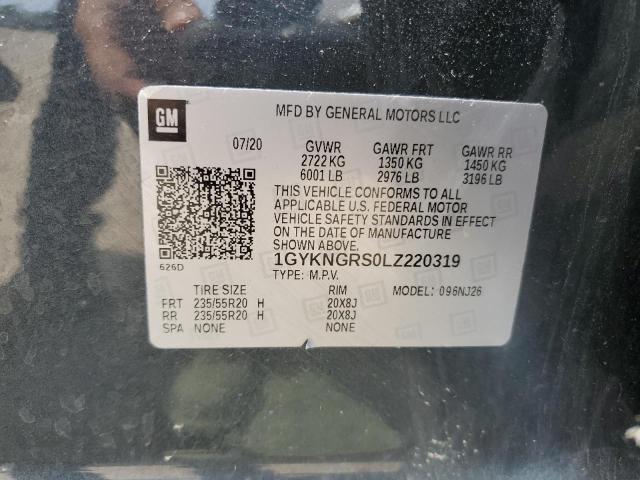 GM
MFD BY GENERAL MOTORS LLC
07/20 GVWR GAWR FRT GAWR RR
2722 KG 1350 KG 1450 KG
6001 LB 2976 LB 3196 LB
THIS VEHICLE CONFORMS TO ALL
APPLICABLE U.S. FEDERAL MOTOR
VEHICLE SAFETY STANDARDS IN EFFECT
ON THE DATE OF MANUFACTURE
SHOWN ABOVE.
626D
1GYKNGRS0LZ220319
TYPE: M.P.V.
TIRE SIZE RIM MODEL: 096NJ26
FRT 235/55R20 H 20X8J
RR 235/55R20 H 20X8J
SPA NONE NONE